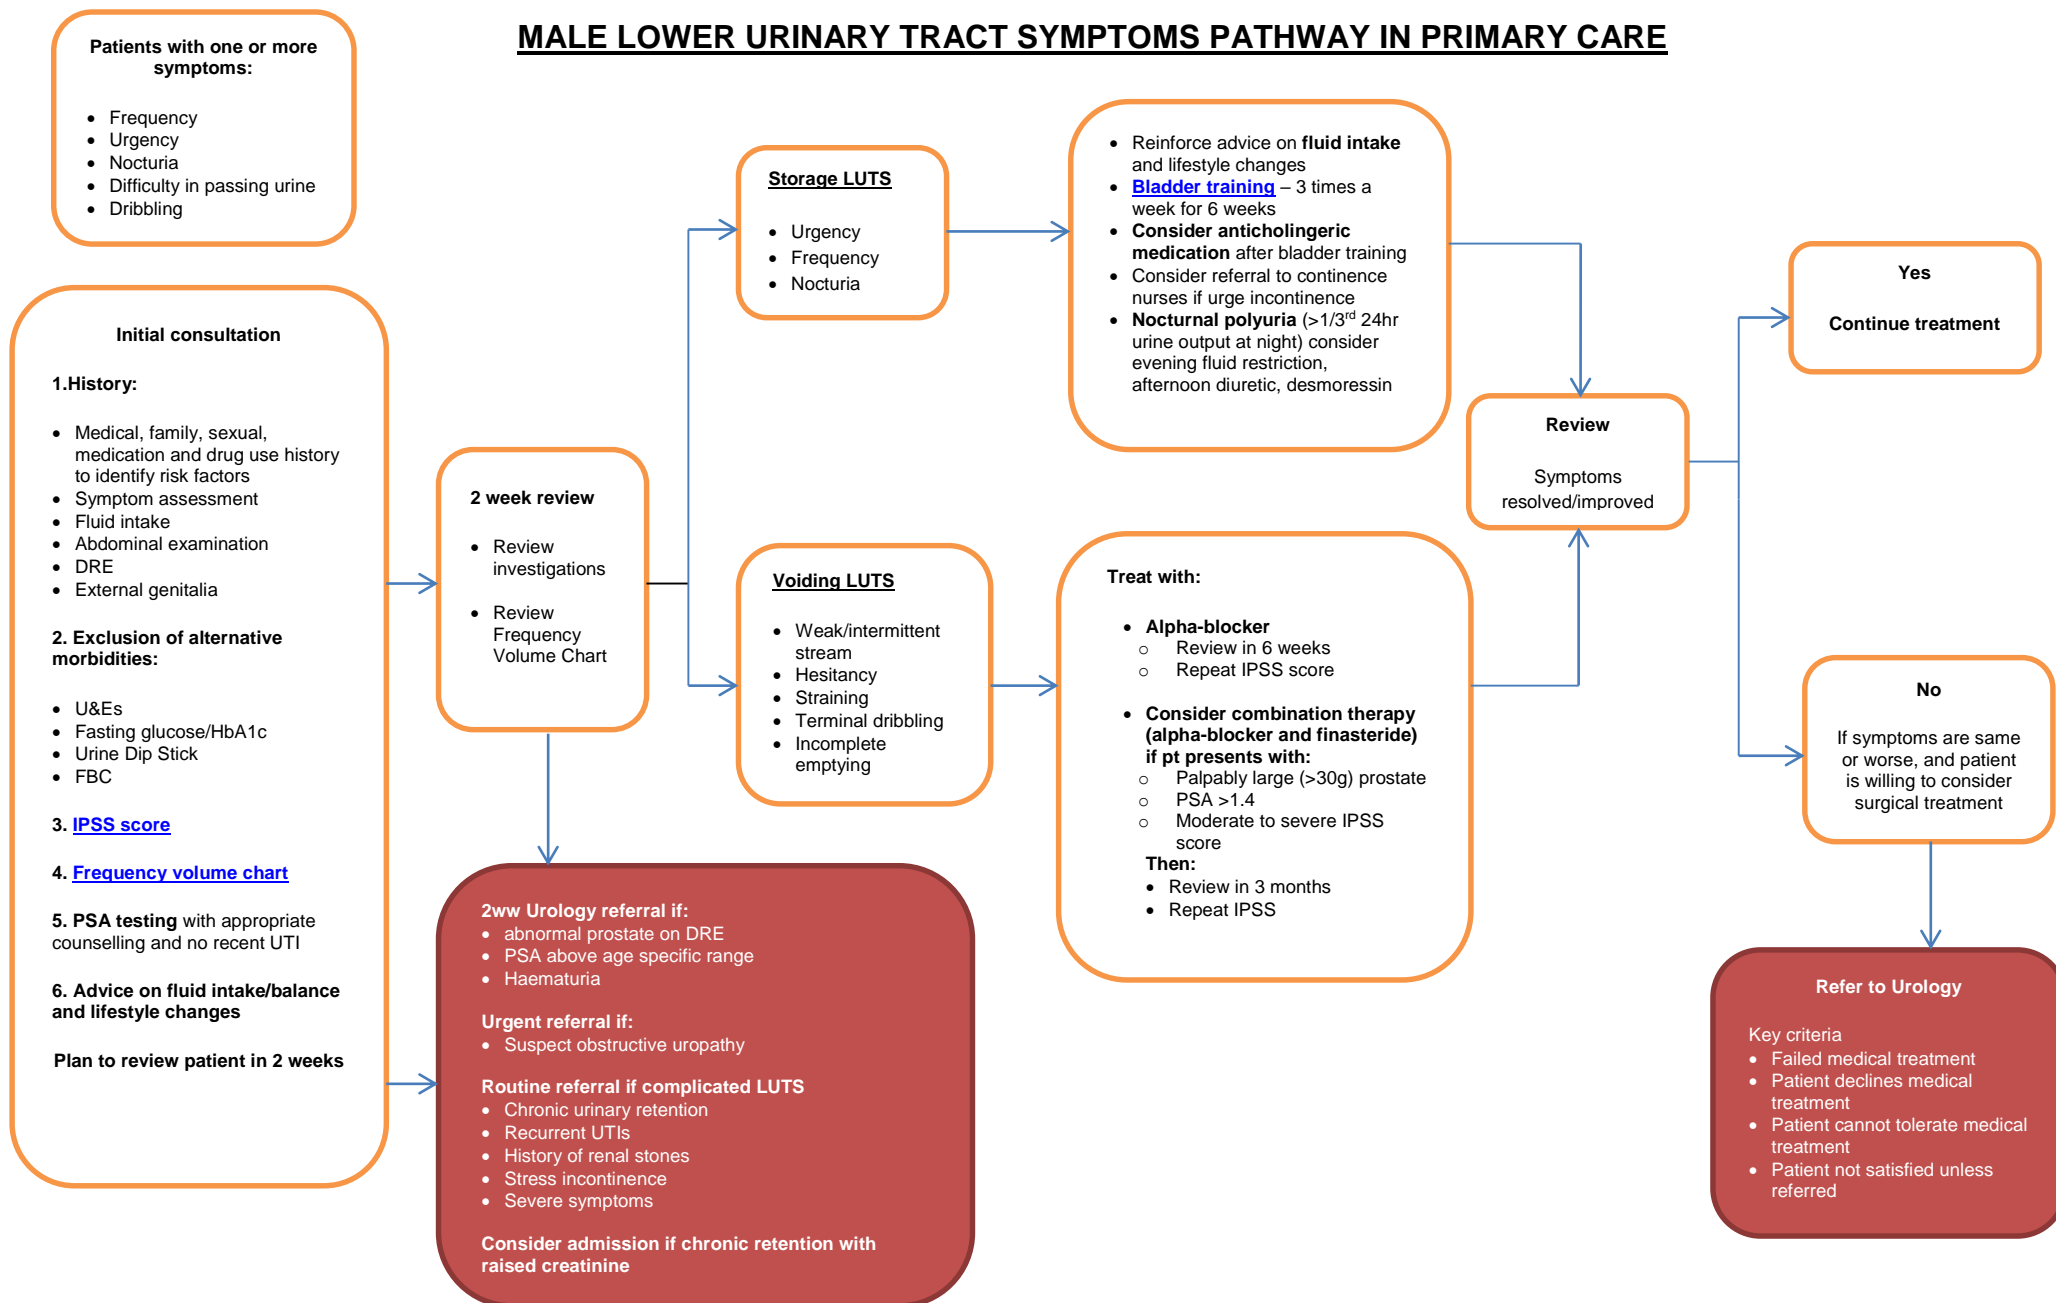 MALE LOWER URINARY TRACT SYMPTOMS PATHWAY IN PRIMARY CARE
Patients with one or more
symptoms:
• Frequency
• Urgency
• Nocturia
• Difficulty in passing urine
• Dribbling
Initial consultation
1.History:
• Medical, family, sexual,
medication and drug use history
to identify risk factors
• Symptom assessment
• Fluid intake
• Abdominal examination
• DRE
• External genitalia
2. Exclusion of alternative
morbidities:
• U&Es
• Fasting glucose/HbA1c
• Urine Dip Stick
• FBC
3. IPSS score
4. Frequency volume chart
5. PSA testing with appropriate
counselling and no recent UTI
6. Advice on fluid intake/balance
and lifestyle changes
Plan to review patient in 2 weeks
2 week review
• Review
investigations
• Review
Frequency
Volume Chart
2ww Urology referral if:
• abnormal prostate on DRE
• PSA above age specific range
• Haematuria
Urgent referral if:
• Suspect obstructive uropathy
Routine referral if complicated LUTS
• Chronic urinary retention
• Recurrent UTIs
• History of renal stones
• Stress incontinence
• Severe symptoms
Consider admission if chronic retention with
raised creatinine
Storage LUTS
• Urgency
• Frequency
• Nocturia
Voiding LUTS
• Weak/intermittent
stream
• Hesitancy
• Straining
• Terminal dribbling
• Incomplete
emptying
• Reinforce advice on fluid intake
and lifestyle changes
• Bladder training – 3 times a
week for 6 weeks
• Consider anticholingeric
medication after bladder training
• Consider referral to continence
nurses if urge incontinence
• Nocturnal polyuria (>1/3rd 24hr
urine output at night) consider
evening fluid restriction,
afternoon diuretic, desmoressin
Treat with:
• Alpha-blocker
o Review in 6 weeks
o Repeat IPSS score
• Consider combination therapy
(alpha-blocker and finasteride)
if pt presents with:
o Palpably large (>30g) prostate
o PSA >1.4
o Moderate to severe IPSS
score
Then:
• Review in 3 months
• Repeat IPSS
Review
Symptoms
resolved/improved
Yes
Continue treatment
No
If symptoms are same
or worse, and patient
is willing to consider
surgical treatment
Refer to Urology
Key criteria
• Failed medical treatment
• Patient declines medical
treatment
• Patient cannot tolerate medical
treatment
• Patient not satisfied unless
referred